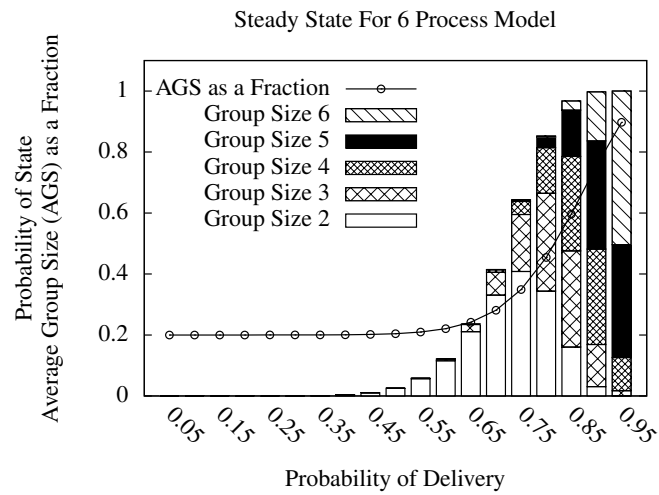 Steady State For 6 Process Model
Probability of State
Average Group Size (AGS) as a Fraction
1
0.8
0.6
0.4
0.2
0
AGS as a Fraction
Group Size 6
Group Size 5
Group Size 4
Group Size 3
Group Size 2
0.05
0.15
0.25
0.35
0.45
0.55
0.65
0.75
0.85
0.95
Probability of Delivery